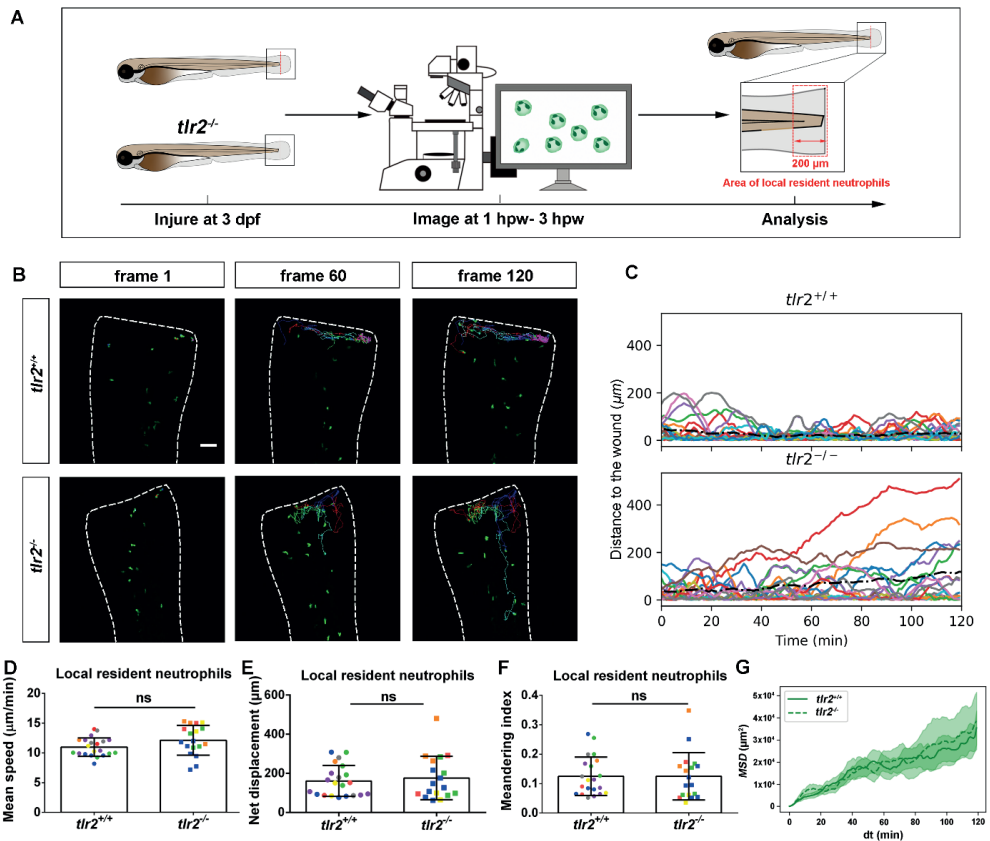 A
tlr2-/-
200 µm
Area of local resident neutrophils
Injure at 3 dpf
Image at 1 hpw- 3 hpw
Analysis
B
frame 1
frame 60
frame 120
tlr2+/+
tlr2-/-
C
tlr2+/+
400
200
0
tlr2−/−
400
200
0
Distance to the wound (µm)
0 20 40 60 80 100 120
Time (min)
D
Local resident neutrophils
ns
Mean speed (µm/min)
20
15
10
5
0
tlr2+/+ tlr2-/-
E
Local resident neutrophils
ns
Net displacement (µm)
600
400
200
0
tlr2+/+ tlr2-/-
F
Local resident neutrophils
ns
Meandering index
0.4
0.3
0.2
0.1
0.0
tlr2+/+ tlr2-/-
G
tlr2+/+
tlr2-/-
MSD (µm²)
5x10⁴
4x10⁴
3x10⁴
2x10⁴
1x10⁴
0
0 20 40 60 80 100 120
dt (min)